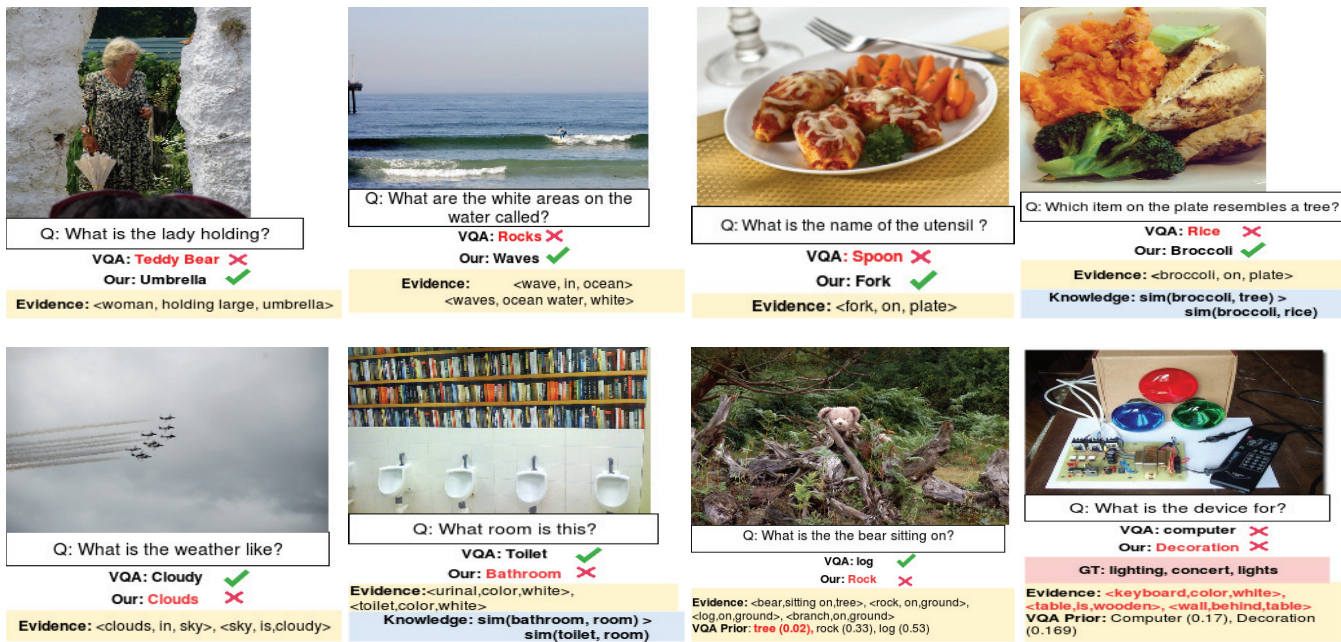 Q: What is the lady holding?
VQA: Teddy Bear
Our: Umbrella
Evidence: <woman, holding large, umbrella>
Q: What are the white areas on the
water called?
VQA: Rocks
Our: Waves
Evidence: <wave, in, ocean>
<waves, ocean water, white>
Q: What is the name of the utensil ?
VQA: Spoon
Our: Fork
Evidence: <fork, on, plate>
Q: Which item on the plate resembles a tree?
VQA: Rice
Our: Broccoli
Evidence: <broccoli, on, plate>
Knowledge: sim(broccoli, tree) >
sim(broccoli, rice)
Q: What is the weather like?
VQA: Cloudy
Our: Clouds
Evidence: <clouds, in, sky>, <sky, is,cloudy>
Q: What room is this?
VQA: Toilet
Our: Bathroom
Evidence:<urinal,color,white>,
<toilet,color,white>
Knowledge: sim(bathroom, room) >
sim(toilet, room)
Q: What is the the bear sitting on?
VQA: log
Our: Rock
Evidence: <bear,sitting on,tree>, <rock, on,ground>,
<log,on,ground>, <branch,on,ground>
VQA Prior: tree (0.02), rock (0.33), log (0.53)
Q: What is the device for?
VQA: computer
Our: Decoration
GT: lighting, concert, lights
Evidence: <keyboard,color,white>,
<table,is,wooden>, <wall,behind,table>
VQA Prior: Computer (0.17), Decoration
(0.169)